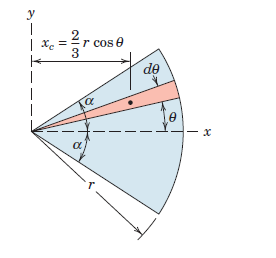 y
x_c = 2/3 r cos θ
dθ
α
θ
x
α
r